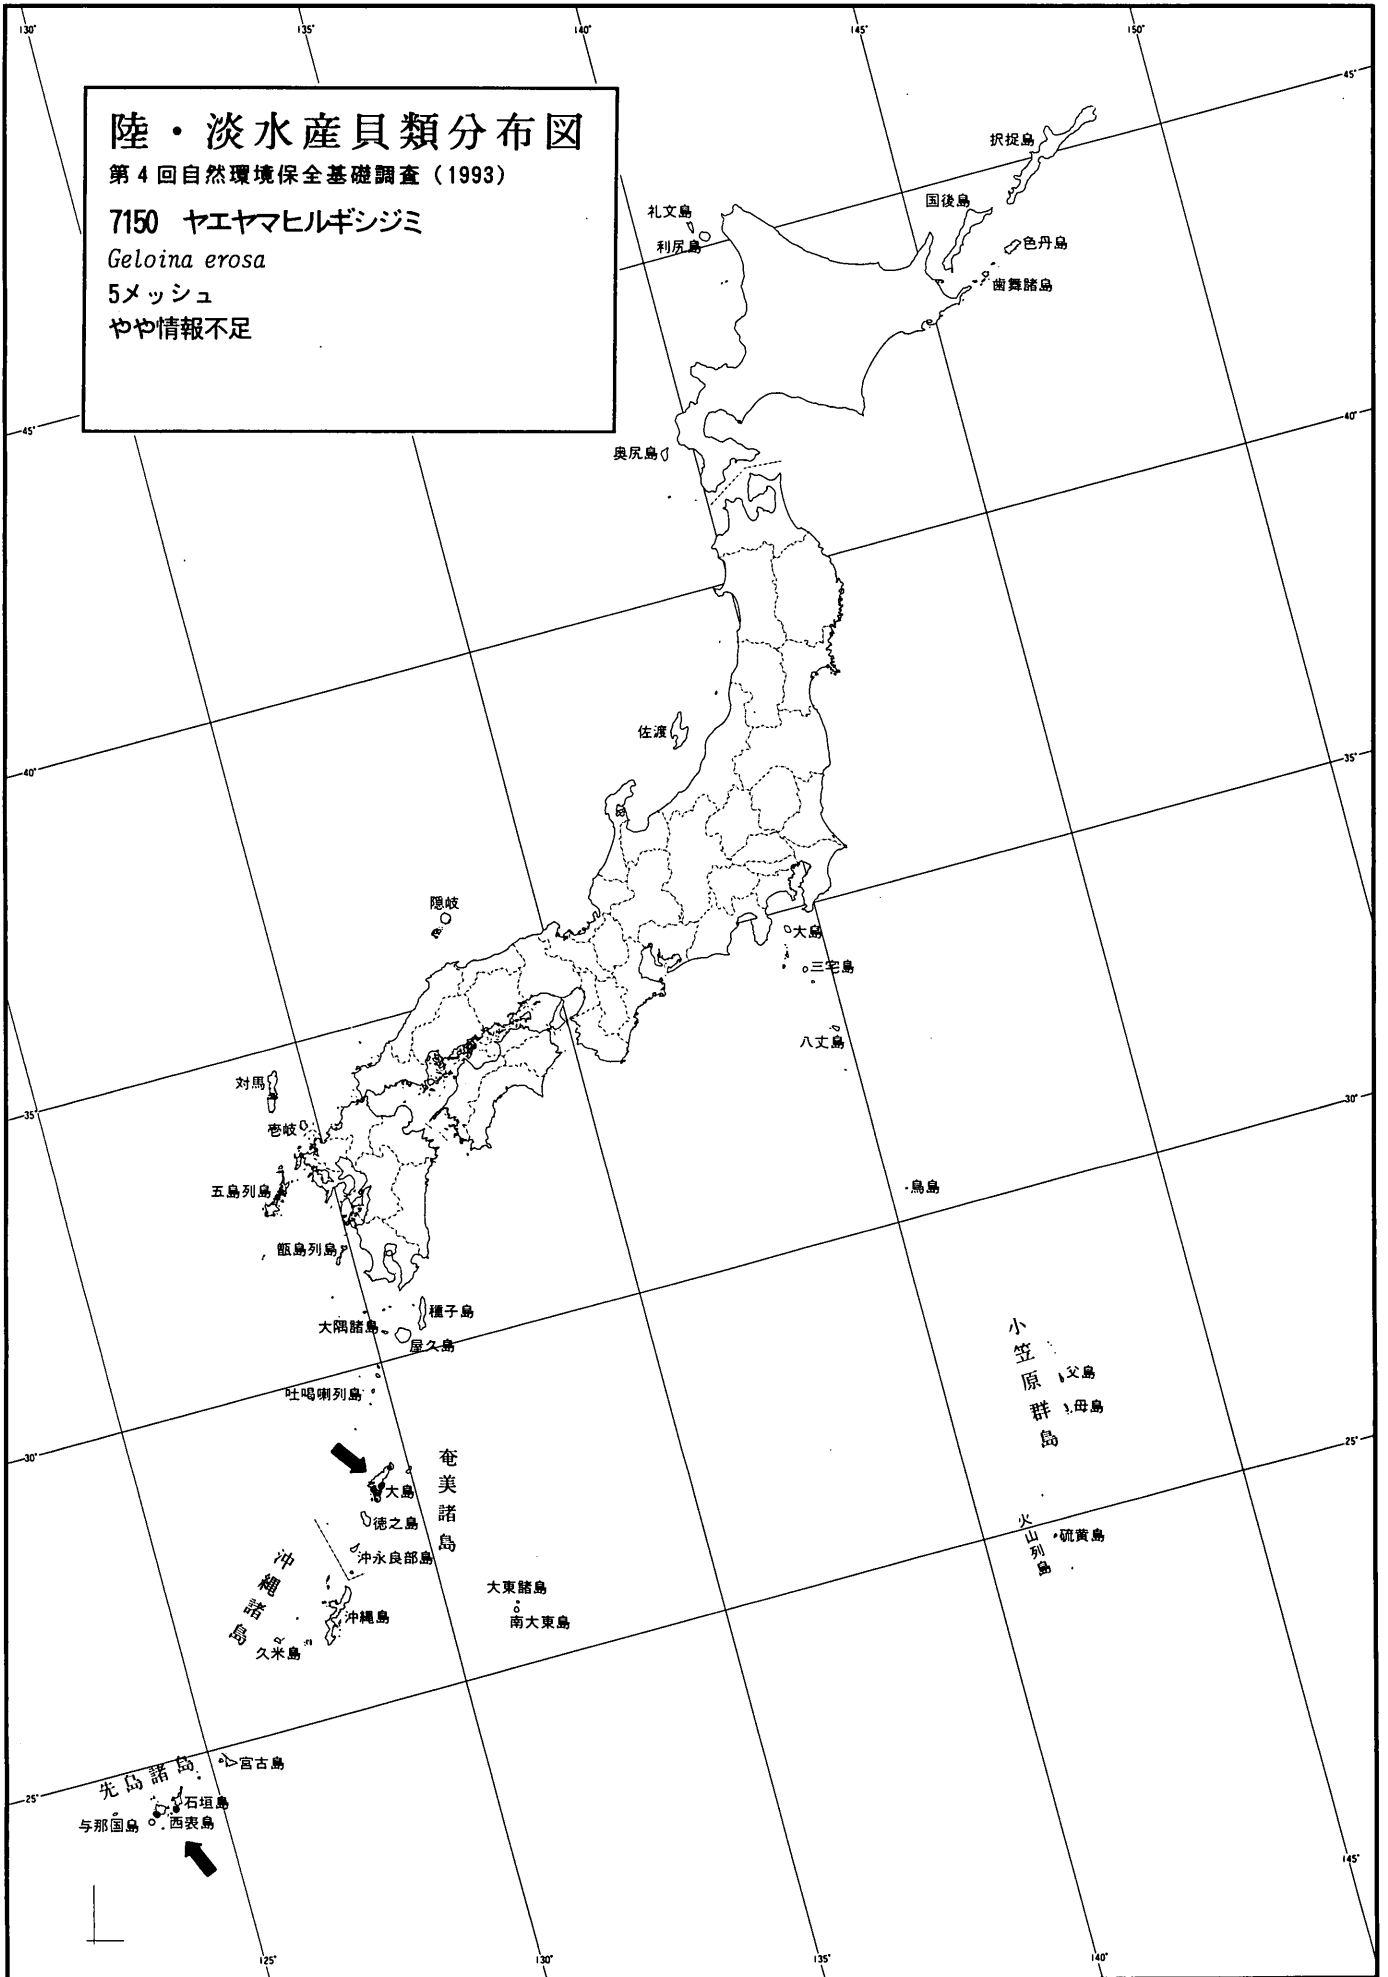 130°
135°
140°
145°
150°
陸・淡水産貝類分布図
第4回自然環境保全基礎調査(1993)
7150 ヤエヤマヒルギシジミ
Geloina erosa
5メッシュ
やや情報不足
45°
択捉島
国後島
色丹島
歯舞諸島
礼文島
利尻島
45°
40°
奥尻島
佐渡
40°
35°
隠岐
大島
三宅島
八丈島
対馬
壱岐
35°
30°
五島列島
甑島列島
鳥島
種子島
大隅諸島
屋久島
吐噶喇列島
小笠原群島
父島
母島
30°
25°
奄美諸島
大島
徳之島
沖永良部島
沖縄諸島
沖縄島
久米島
大東諸島
南大東島
火山列島
硫黄島
先島諸島
宮古島
25°
石垣島
与那国島
西表島
145°
125°
130°
135°
140°